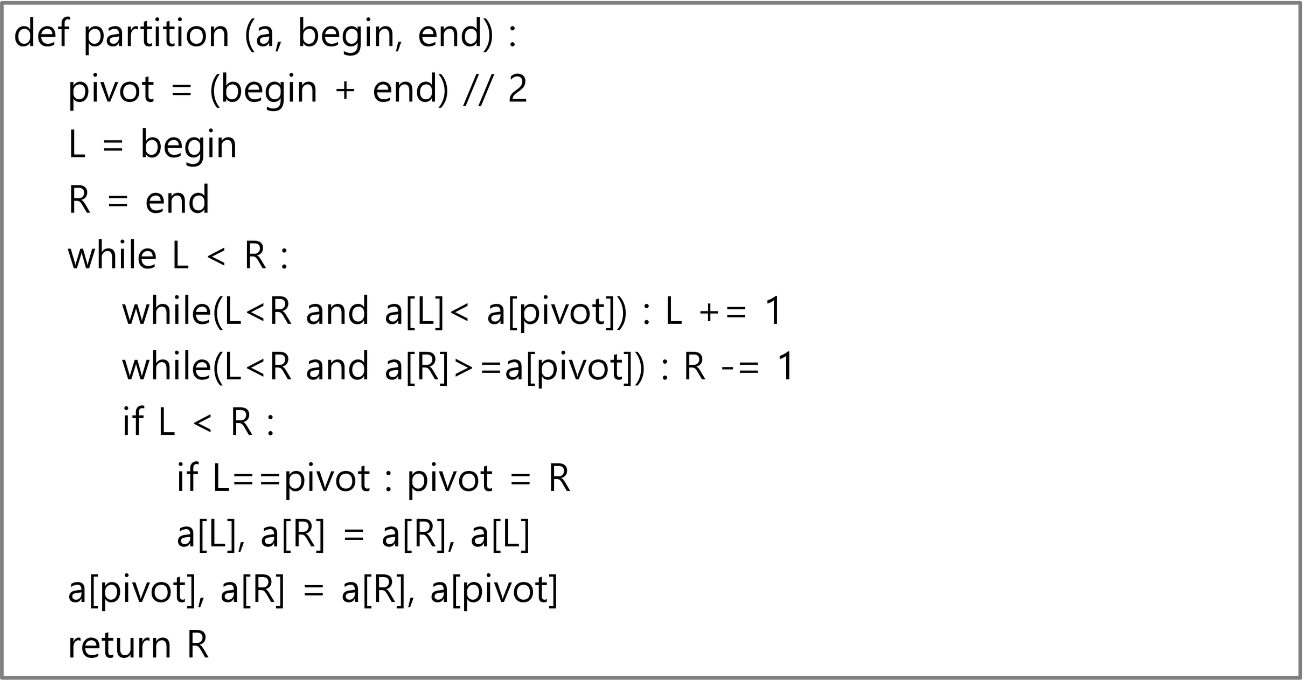 def partition (a, begin, end) :
pivot = (begin + end) // 2
L = begin
R = end
while L < R :
while(L<R and a[L]< a[pivot]) : L += 1
while(L<R and a[R]>=a[pivot]) : R -= 1
if L < R :
if L==pivot : pivot = R
a[L], a[R] = a[R], a[L]
a[pivot], a[R] = a[R], a[pivot]
return R